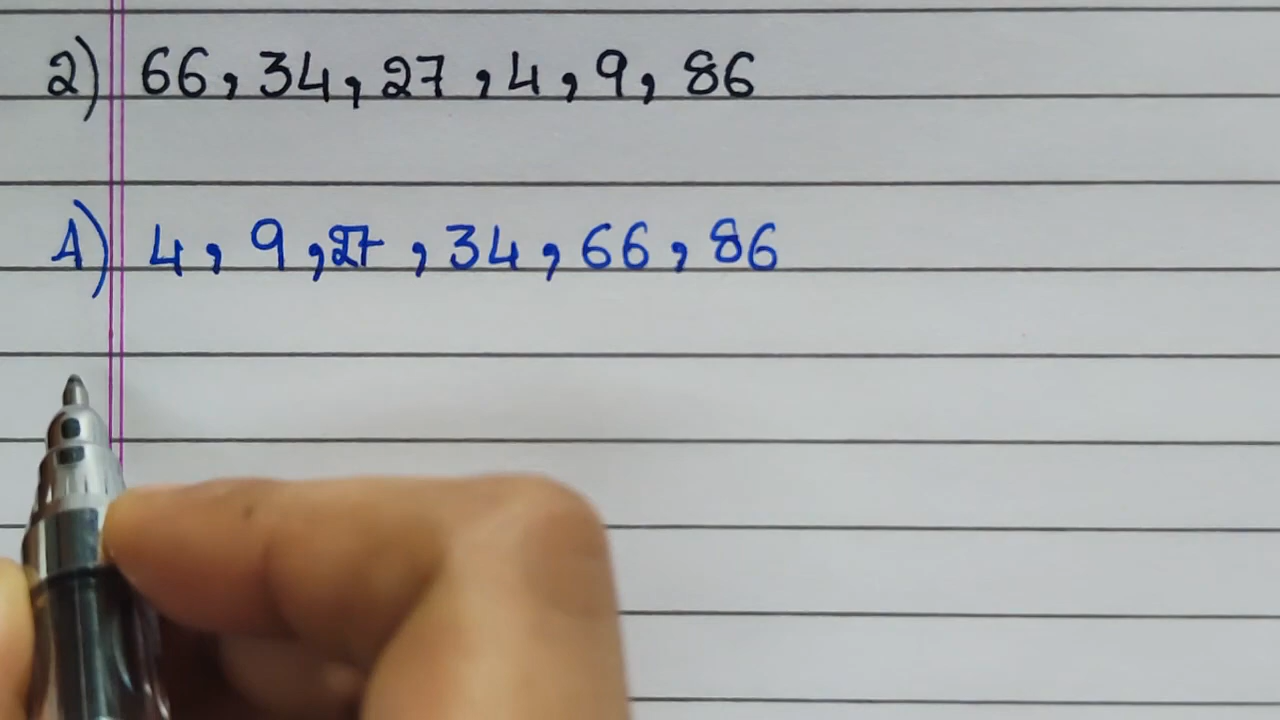 2) 66, 34, 27, 4, 9, 86
A) 4, 9, 27, 34, 66, 86